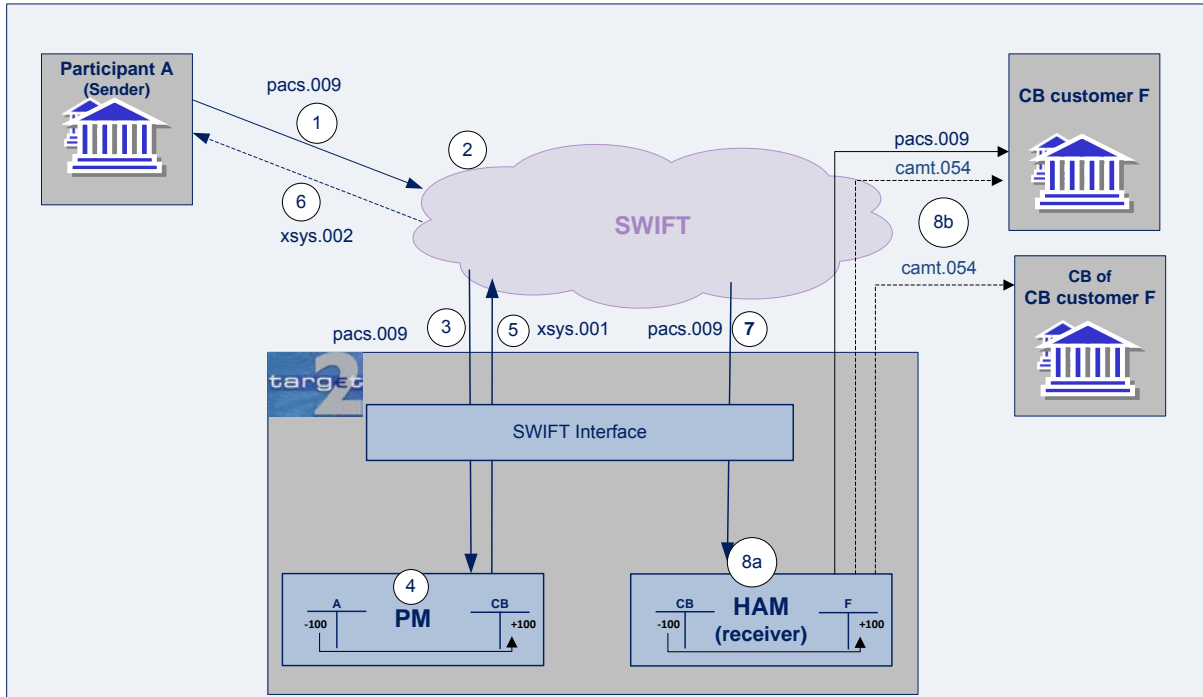 Participant A
(Sender)
pacs.009
1
2
6
xsys.002
SWIFT
CB customer F
pacs.009
camt.054
8b
camt.054
CB of
CB customer F
pacs.009
3
5
xsys.001
pacs.009
7
target
2
SWIFT Interface
4
PM
A
-100
CB
+100
8a
HAM
(receiver)
CB
-100
F
+100